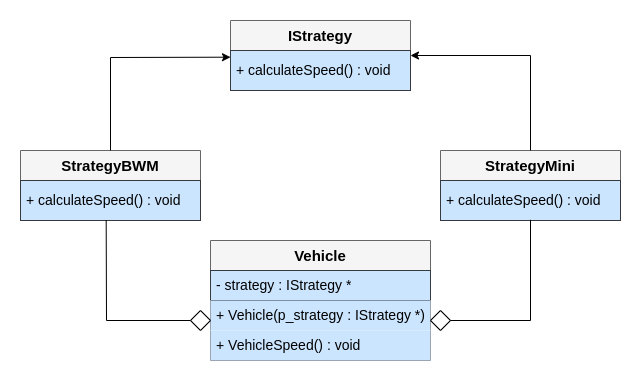 IStrategy
+ calculateSpeed() : void
StrategyBWM
+ calculateSpeed() : void
StrategyMini
+ calculateSpeed() : void
Vehicle
- strategy : IStrategy *
+ Vehicle(p_strategy : IStrategy *)
+ VehicleSpeed() : void